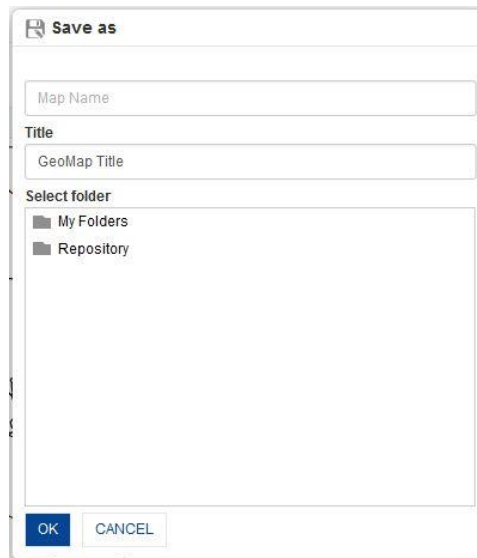 Save as
Map Name
Title
GeoMap Title
Select folder
My Folders
Repository
OK CANCEL